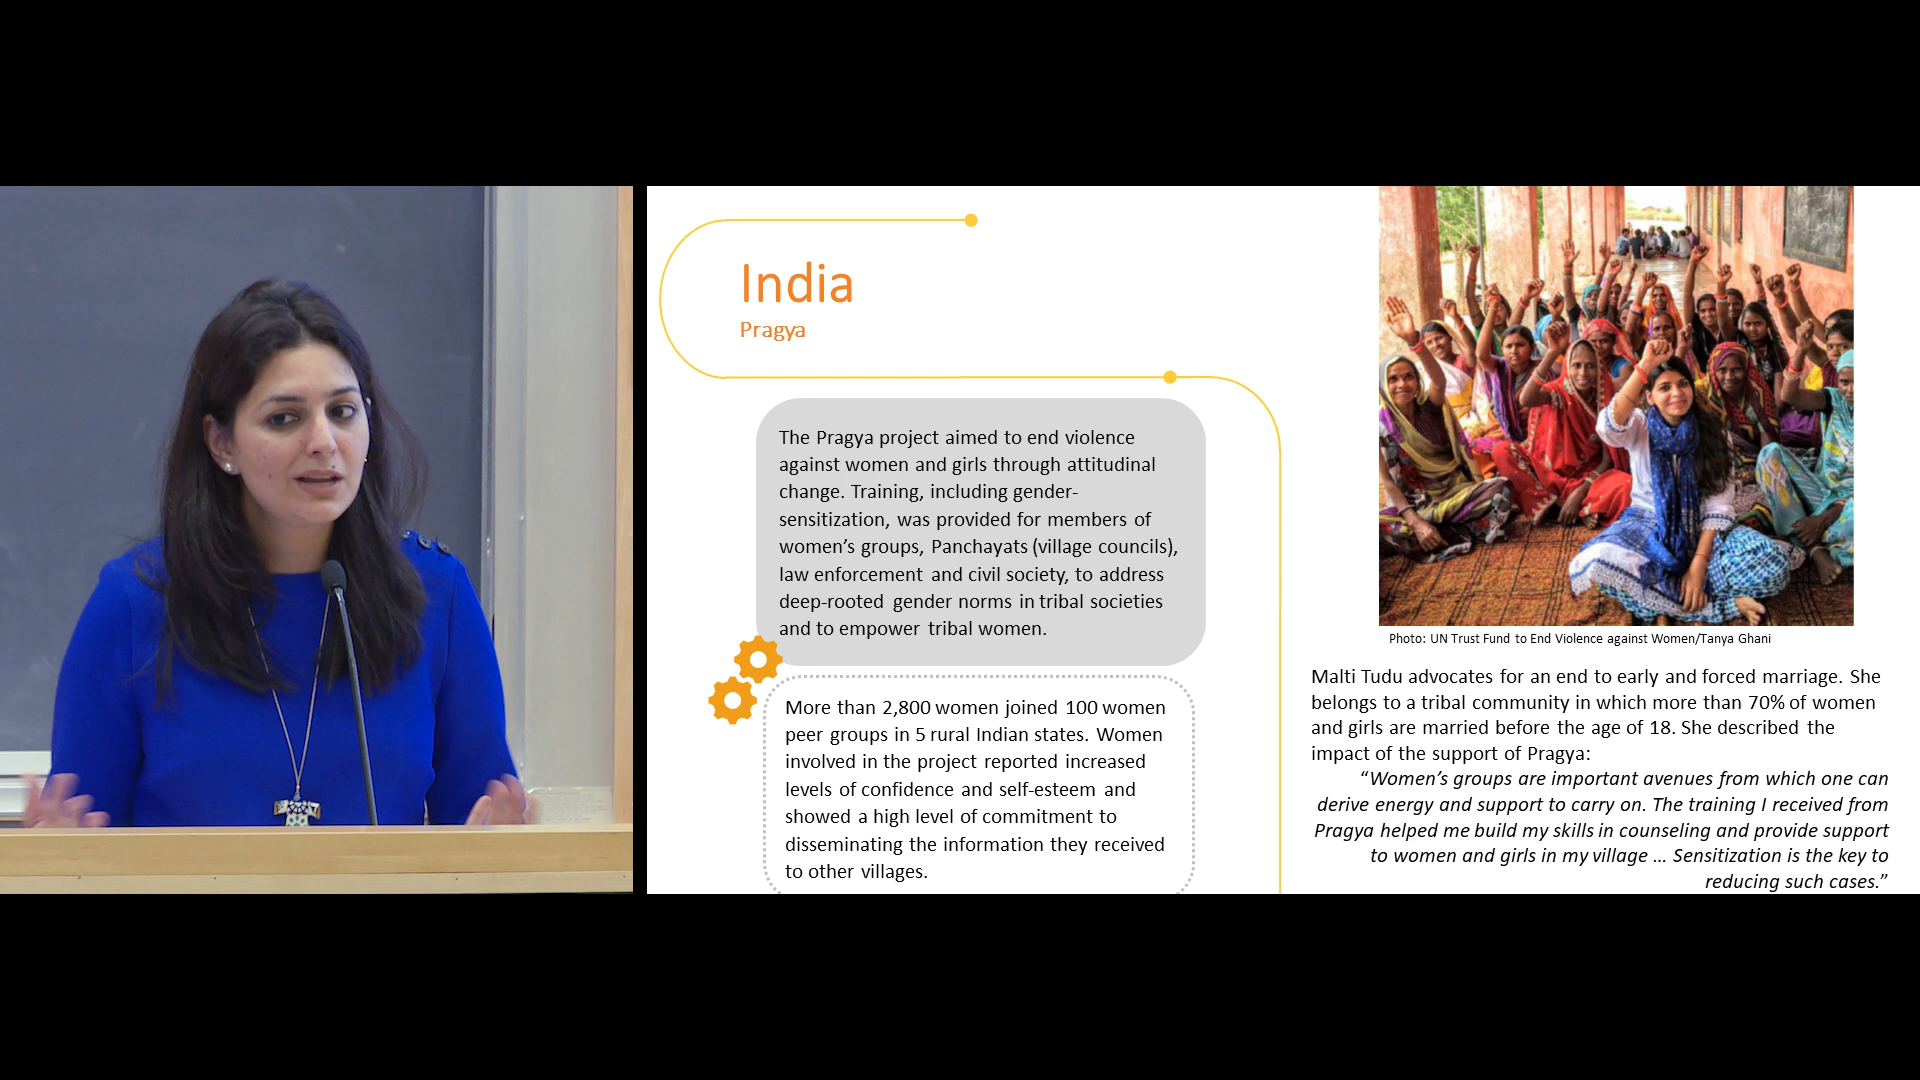 India
Pragya
The Pragya project aimed to end violence
against women and girls through attitudinal
change. Training, including gender-
sensitization, was provided for members of
women’s groups, Panchayats (village councils),
law enforcement and civil society, to address
deep-rooted gender norms in tribal societies
and to empower tribal women.
More than 2,800 women joined 100 women
peer groups in 5 rural Indian states. Women
involved in the project reported increased
levels of confidence and self-esteem and
showed a high level of commitment to
disseminating the information they received
to other villages.
Photo: UN Trust Fund to End Violence against Women/Tanya Ghani
Malti Tudu advocates for an end to early and forced marriage. She
belongs to a tribal community in which more than 70% of women
and girls are married before the age of 18. She described the
impact of the support of Pragya:
“Women’s groups are important avenues from which one can
derive energy and support to carry on. The training I received from
Pragya helped me build my skills in counseling and provide support
to women and girls in my village ... Sensitization is the key to
reducing such cases.”